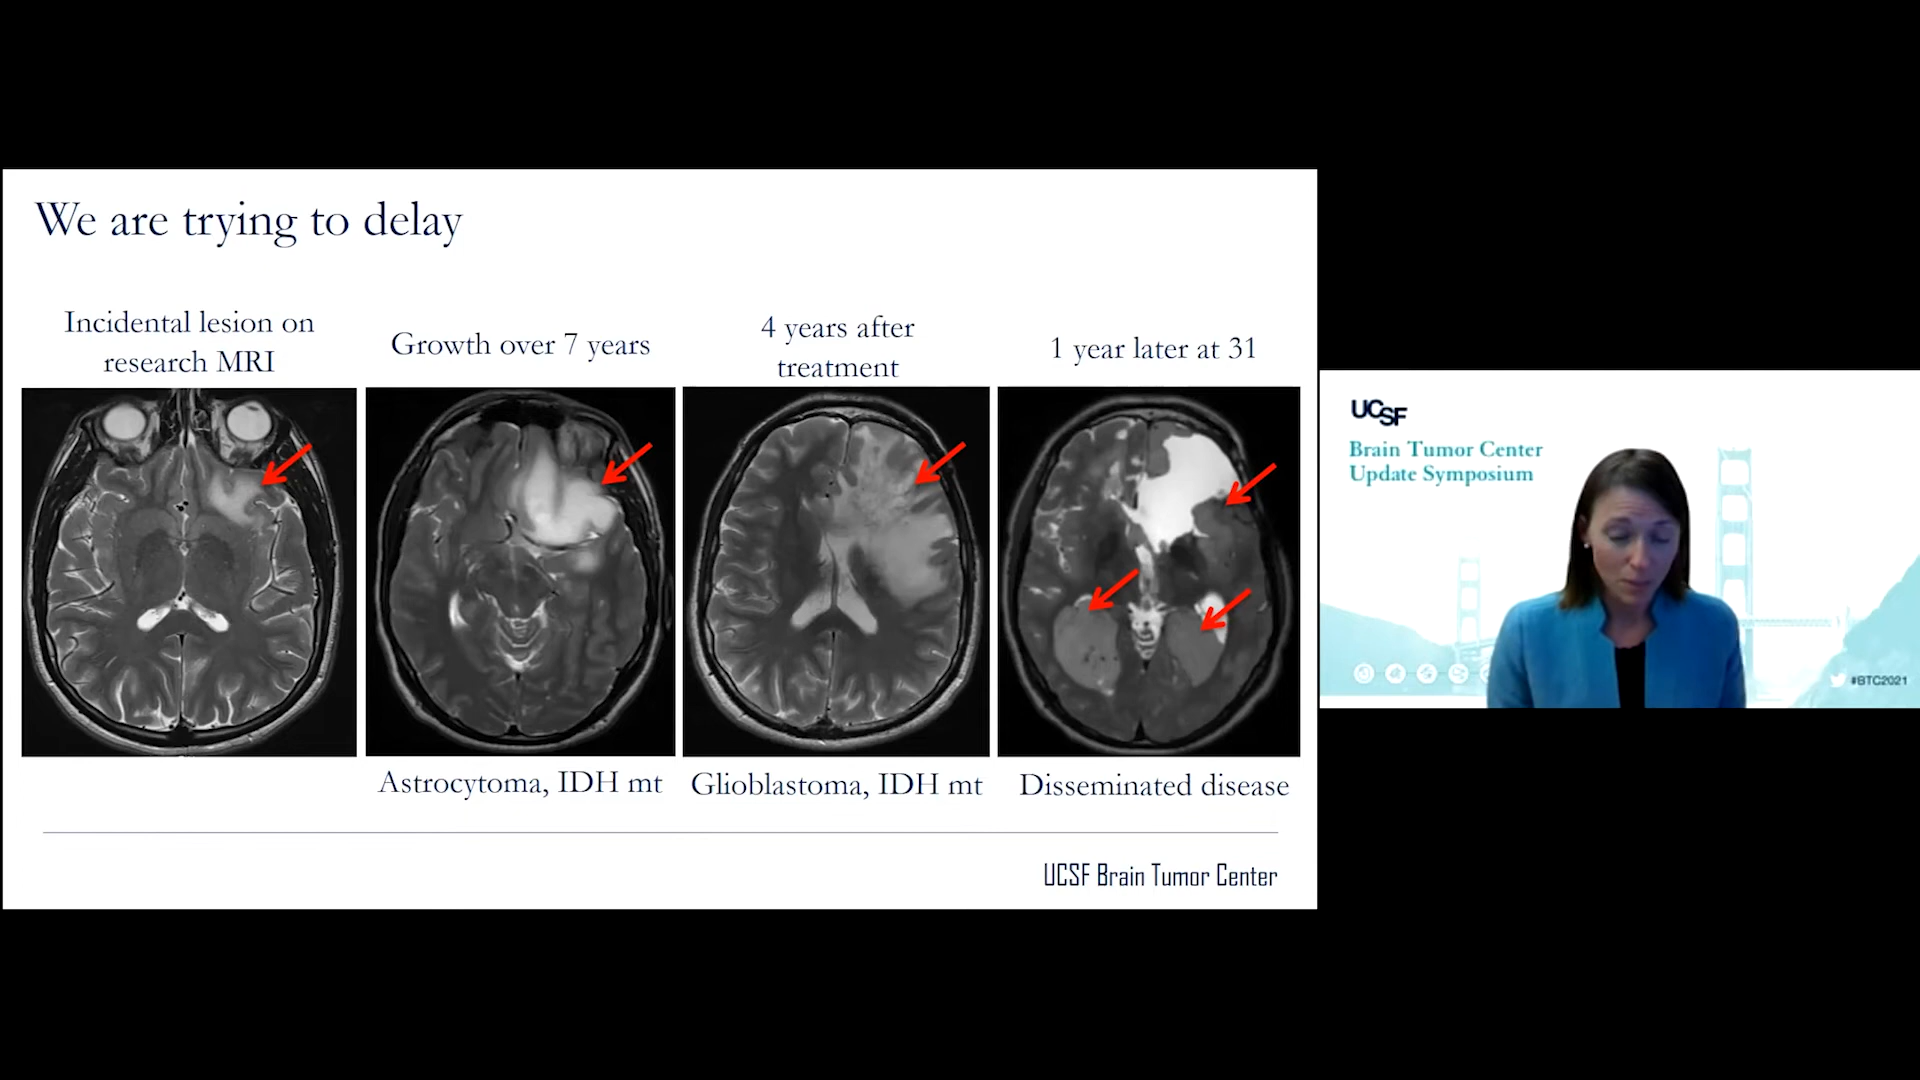 We are trying to delay
Incidental lesion on
research MRI
Growth over 7 years
4 years after
treatment
1 year later at 31
Astrocytoma, IDH mt
Glioblastoma, IDH mt
Disseminated disease
UCSF Brain Tumor Center
UCSF
Brain Tumor Center
Update Symposium
#BTC2021